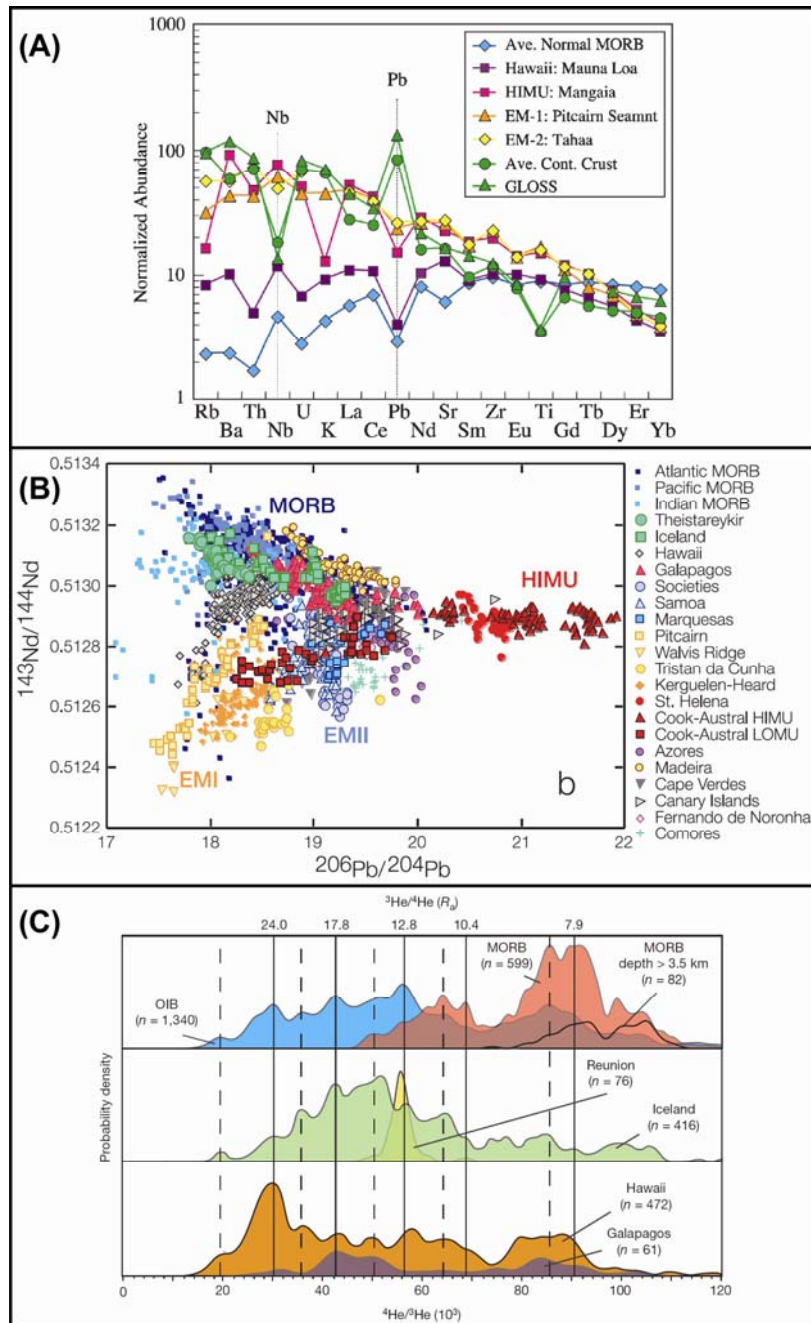 (A)
1000
100
10
1
Normalized Abundance
Nb
Pb
Ave. Normal MORB
Hawaii: Mauna Loa
HIMU: Mangaia
EM-1: Pitcairn Seamnt
EM-2: Tahaa
Ave. Cont. Crust
GLOSS
Rb Th U La Pb Sr Zr Ti Tb Er
Ba Nb K Ce Nd Sm Eu Gd Dy Yb
(B)
0.5134
0.5132
0.5130
0.5128
0.5126
0.5124
0.5122
143Nd/144Nd
MORB
HIMU
EMII
EMI
b
17 18 19 20 21 22
206Pb/204Pb
Atlantic MORB
Pacific MORB
Indian MORB
Theistareykir
Iceland
Hawaii
Galapagos
Societies
Samoa
Marquesas
Pitcairn
Walvis Ridge
Tristan da Cunha
Kerguelen-Heard
St. Helena
Cook-Austral HIMU
Cook-Austral LOMU
Azores
Madeira
Cape Verdes
Canary Islands
Fernando de Noronha
Comores
(C)
3He/4He (Ra)
24.0 17.8 12.8 10.4 7.9
OIB
(n = 1,340)
MORB
(n = 599)
MORB
depth > 3.5 km
(n = 82)
Reunion
(n = 76)
Iceland
(n = 416)
Hawaii
(n = 472)
Galapagos
(n = 61)
Probability density
0 20 40 60 80 100 120
4He/3He (10³)